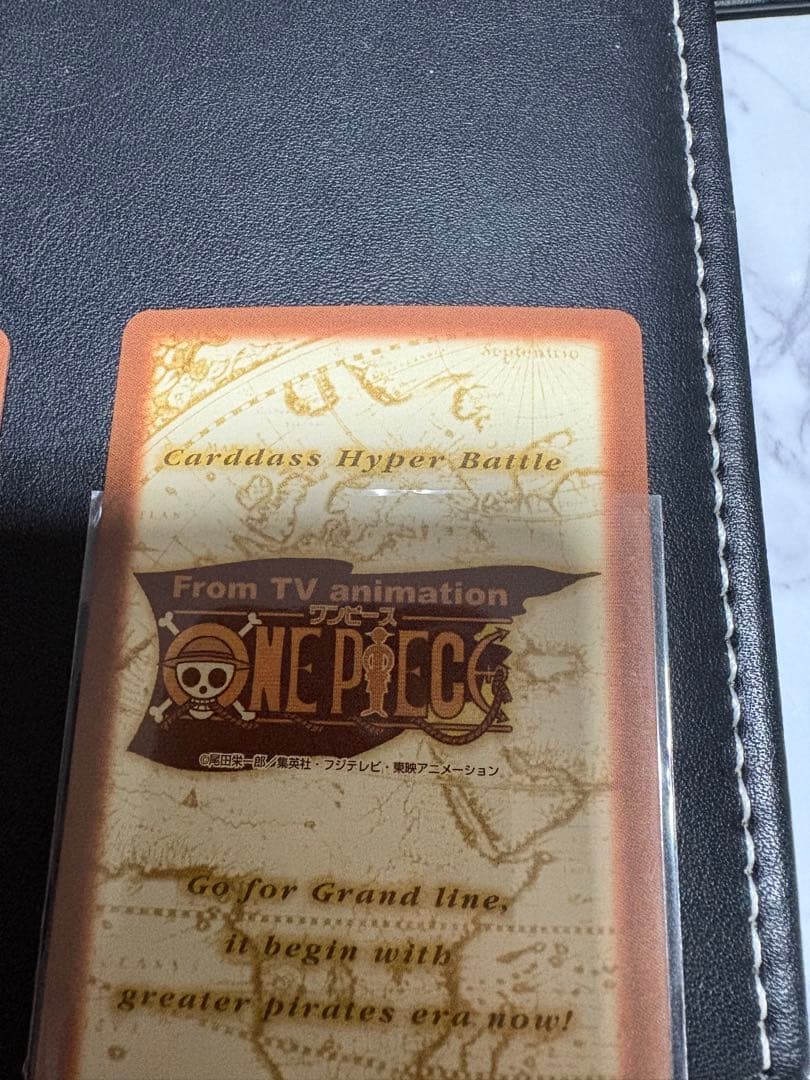 Septentrio
Carddass Hyper Battle
From TV animation
ワンピース
ONE PIECE
©尾田栄一郎／集英社・フジテレビ・東映アニメーション
Go for Grand line,
it begin with
greater pirates era now!